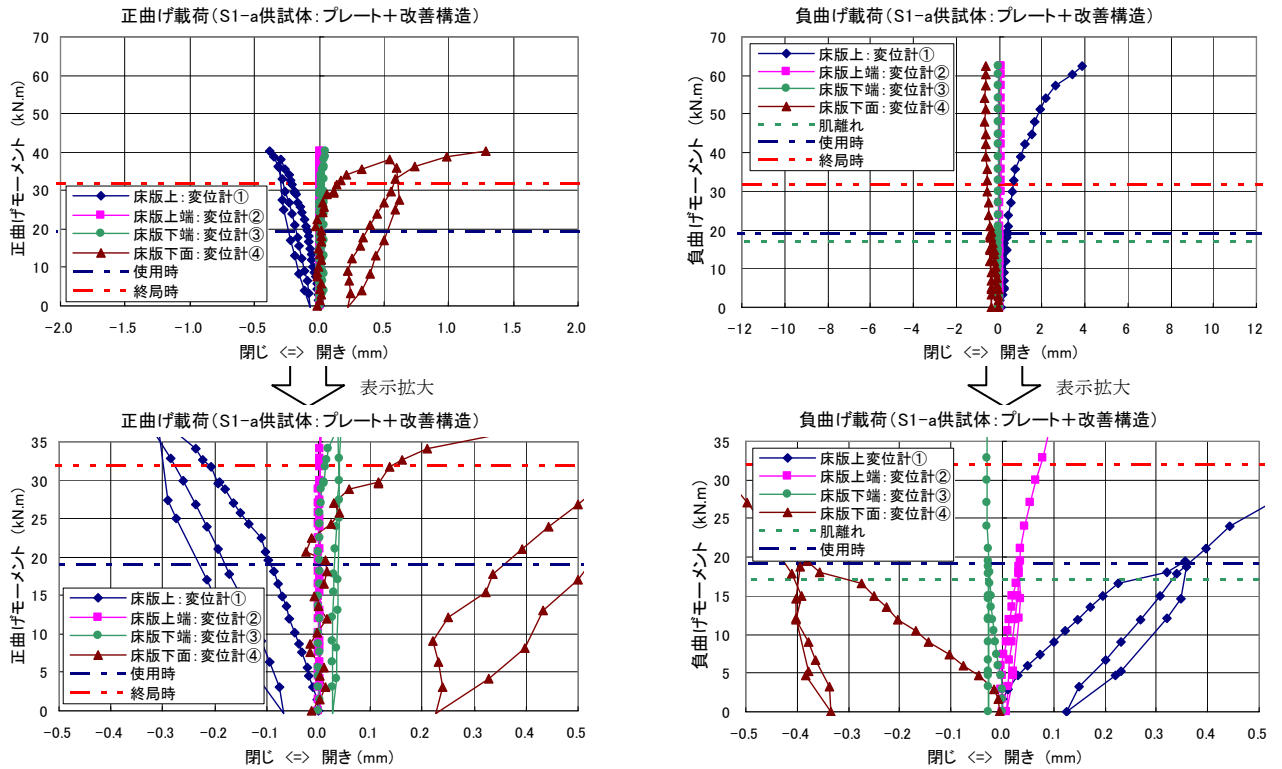 正曲げ載荷(S1-a供試体:プレート+改善構造)
正曲げモーメント (kN.m)
70
60
50
40
30
20
10
0
床版上:変位計①
床版上端:変位計②
床版下端:変位計③
床版下面:変位計④
使用時
終局時
-2.0 -1.5 -1.0 -0.5 0.0 0.5 1.0 1.5 2.0
閉じ <=> 開き(mm)
表示拡大
負曲げ載荷(S1-a供試体:プレート+改善構造)
負曲げモーメント (kN.m)
70
60
50
40
30
20
10
0
床版上:変位計①
床版上端:変位計②
床版下端:変位計③
床版下面:変位計④
肌離れ
使用時
終局時
-12 -10 -8 -6 -4 -2 0 2 4 6 8 10 12
閉じ <=> 開き(mm)
表示拡大
正曲げ載荷(S1-a供試体:プレート+改善構造)
正曲げモーメント (kN.m)
35
30
25
20
15
10
5
0
床版上:変位計①
床版上端:変位計②
床版下端:変位計③
床版下面:変位計④
使用時
終局時
-0.5 -0.4 -0.3 -0.2 -0.1 0.0 0.1 0.2 0.3 0.4 0.5
閉じ <=> 開き(mm)
負曲げ載荷(S1-a供試体:プレート+改善構造)
負曲げモーメント (kN.m)
35
30
25
20
15
10
5
0
床版上変位計①
床版上端:変位計②
床版下端:変位計③
床版下面:変位計④
肌離れ
使用時
-0.5 -0.4 -0.3 -0.2 -0.1 0.0 0.1 0.2 0.3 0.4 0.5
閉じ <=> 開き(mm)